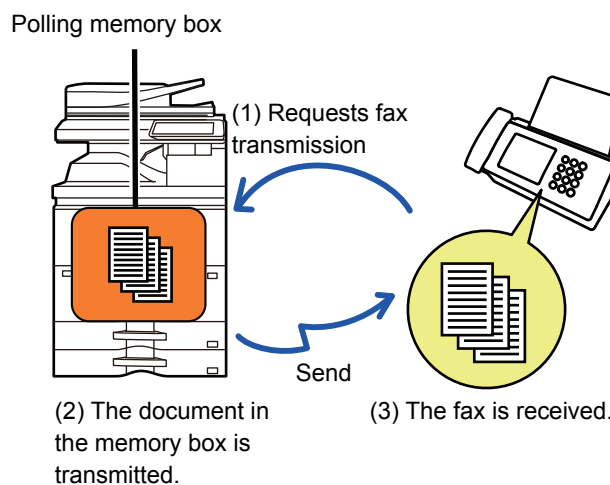 Polling memory box
(1) Requests fax
transmission
Send
(2) The document in
the memory box is
transmitted.
(3) The fax is received.